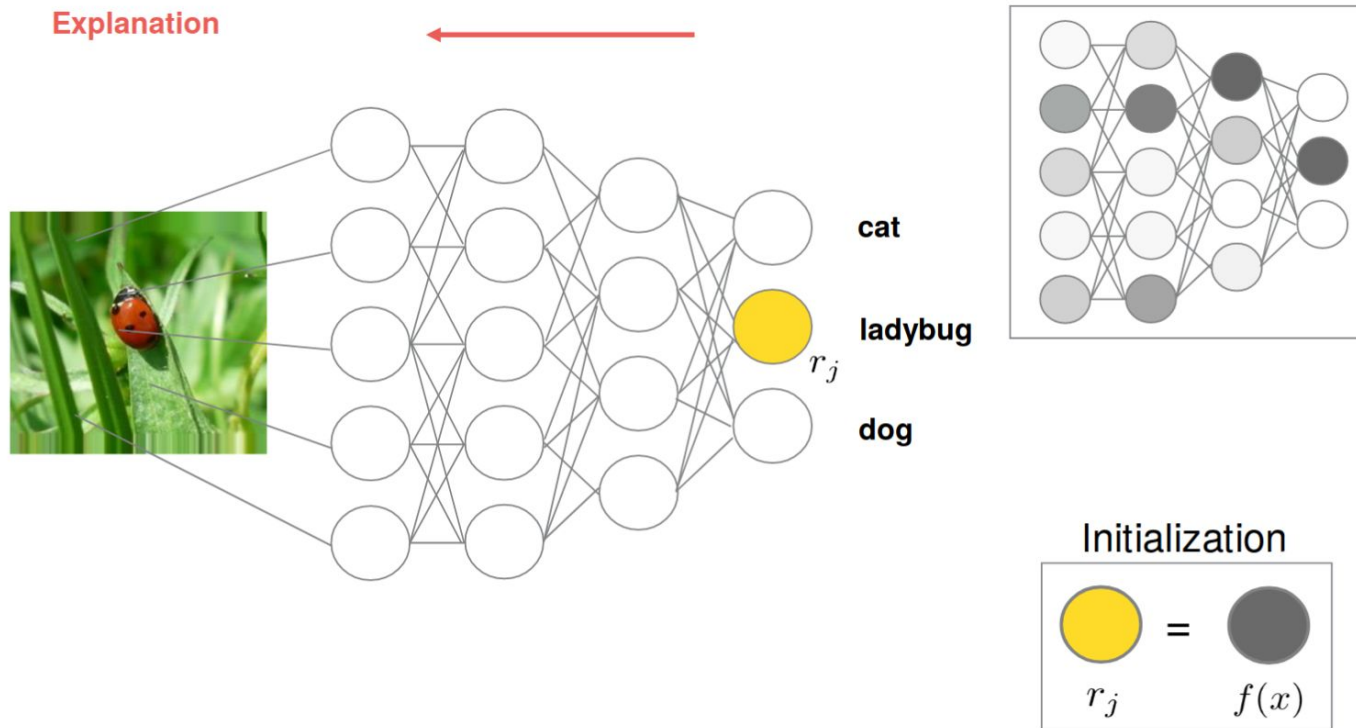 Explanation
cat
ladybug
r_j
dog
Initialization
=
r_j
f(x)